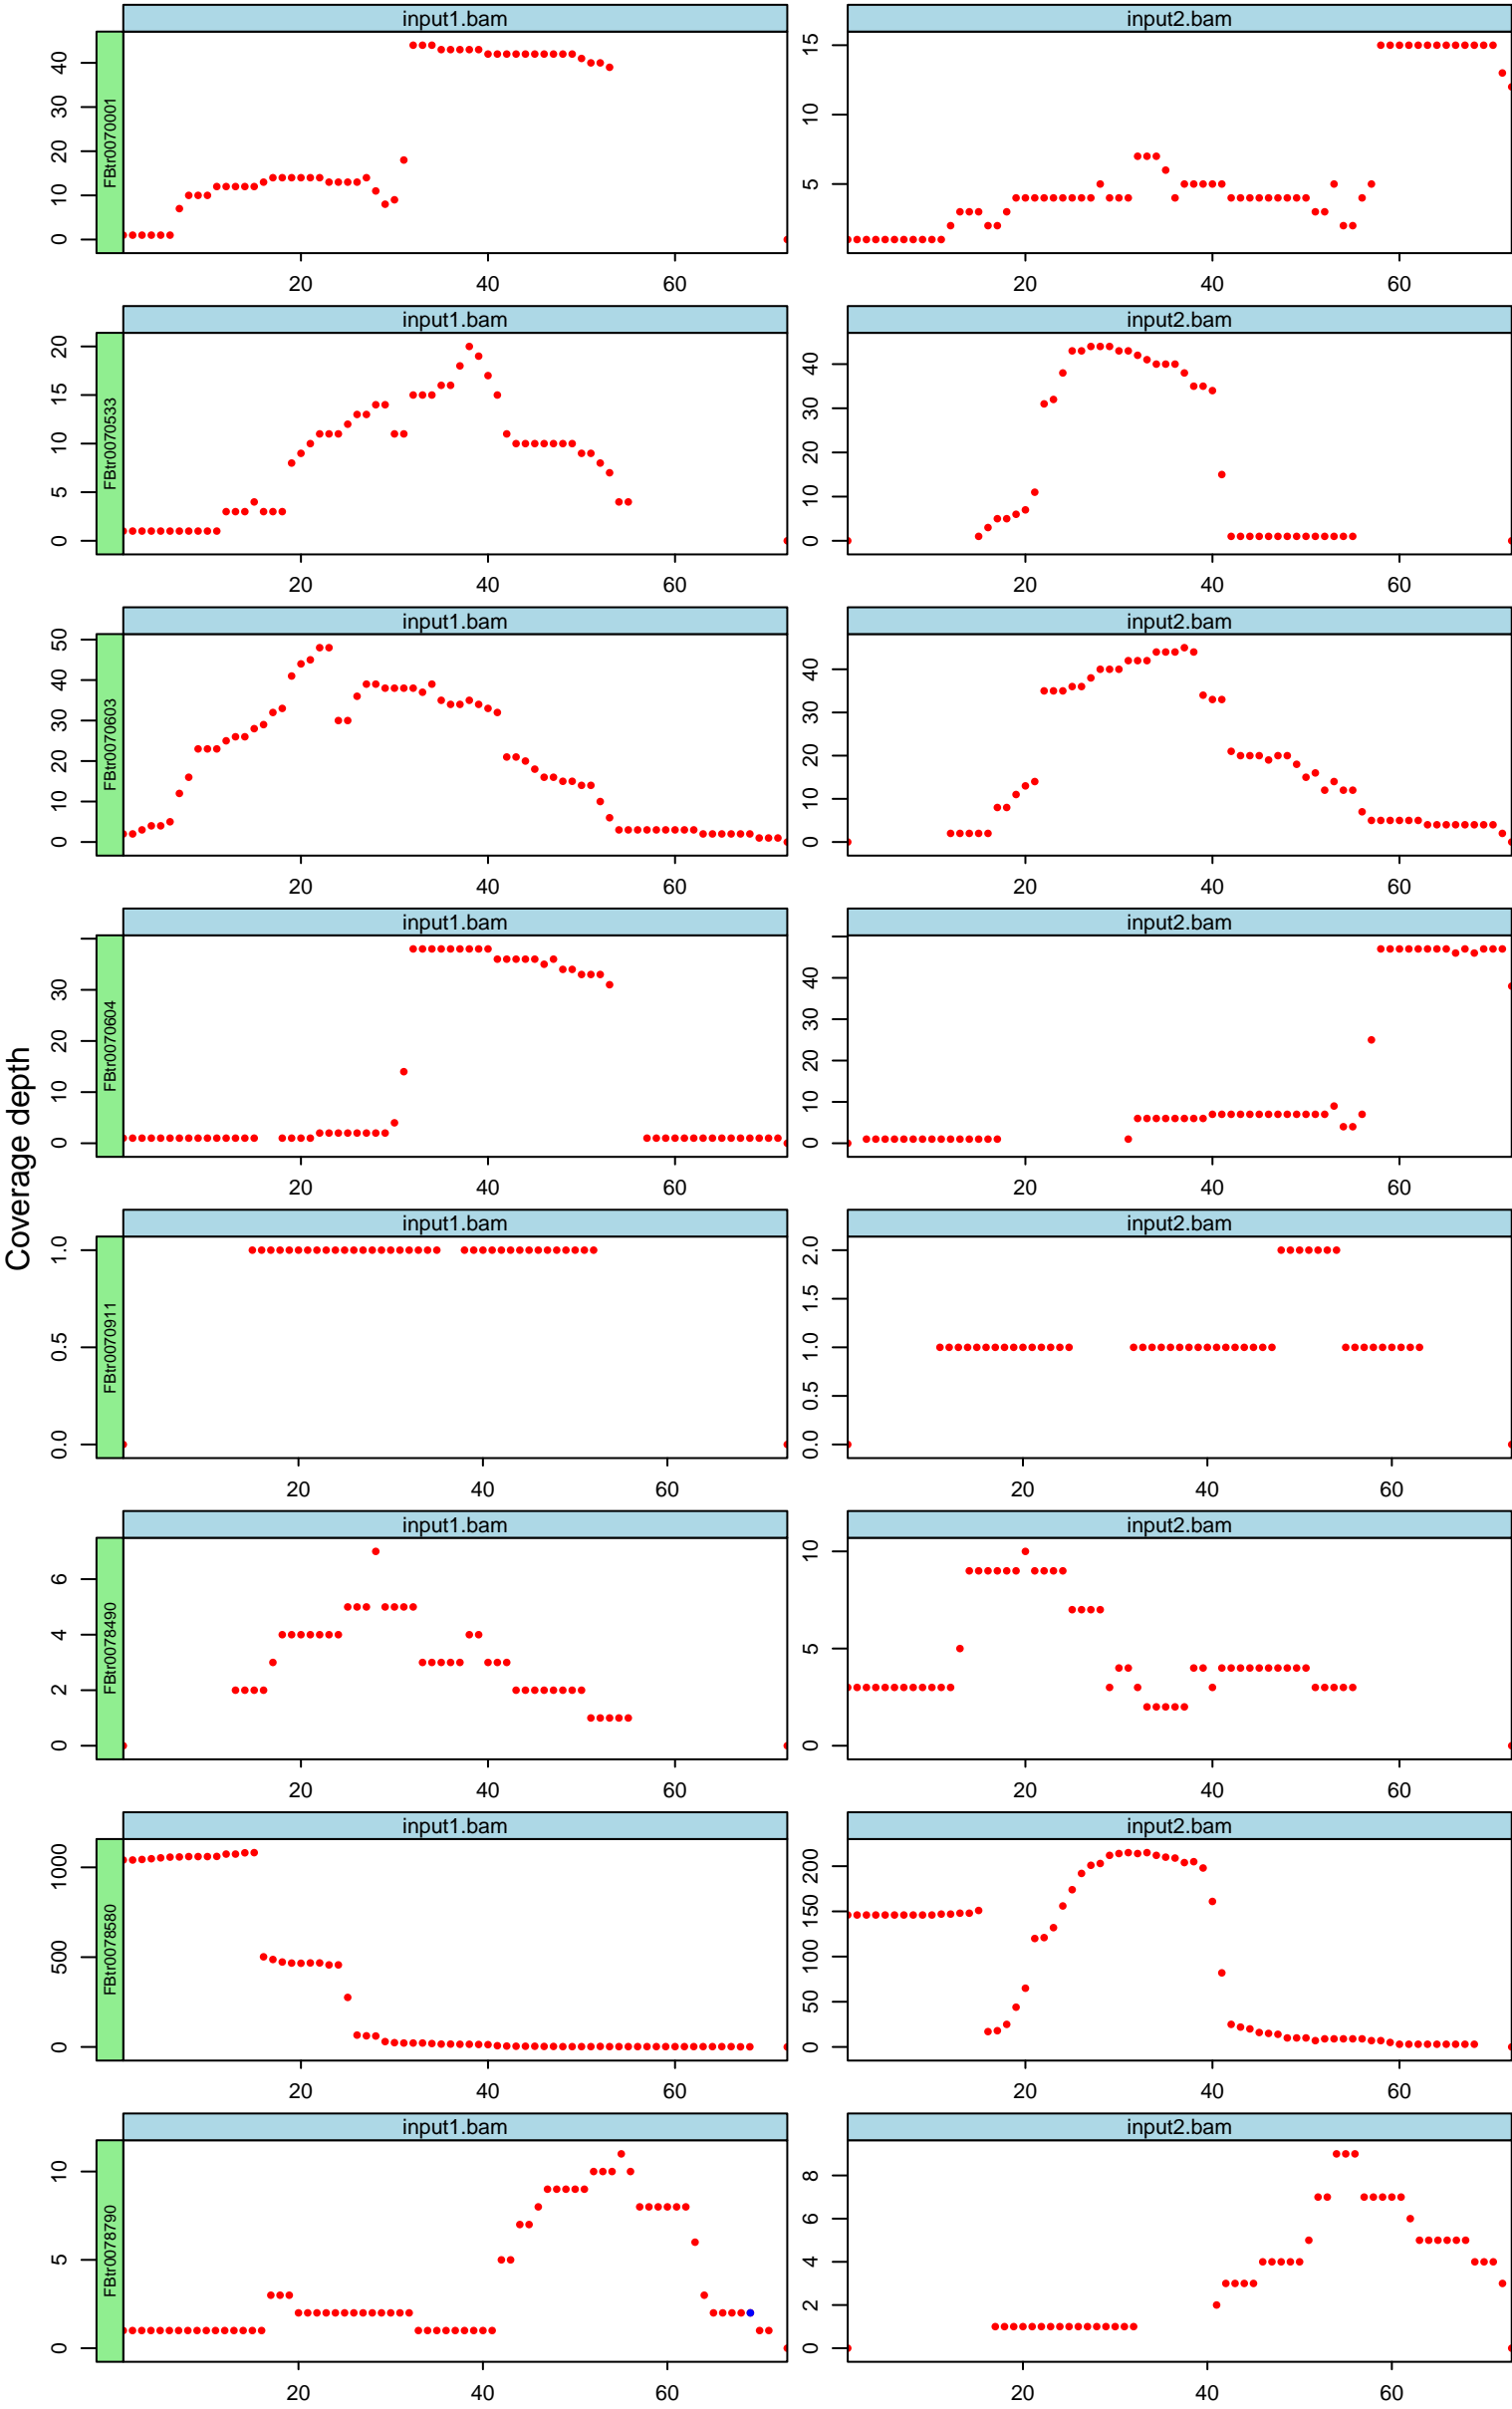 Coverage depth
input1.bam
input2.bam
FBtr0070001
0 10 20 30 40
5 10 15
20 40 60
20 40 60
input1.bam
input2.bam
FBtr0070533
0 5 10 15 20
0 10 20 30 40
20 40 60
20 40 60
input1.bam
input2.bam
FBtr0070603
0 10 20 30 40 50
0 10 20 30 40
20 40 60
20 40 60
input1.bam
input2.bam
FBtr0070604
0 10 20 30
0 10 20 30 40
20 40 60
20 40 60
input1.bam
input2.bam
FBtr0070911
0.0 0.5 1.0
0.0 0.5 1.0 1.5 2.0
20 40 60
20 40 60
input1.bam
input2.bam
FBtr0078490
0 2 4 6
0 5 10
20 40 60
20 40 60
input1.bam
input2.bam
FBtr0078580
0 500 1000
0 50 100 150 200
20 40 60
20 40 60
input1.bam
input2.bam
FBtr0078790
0 5 10
0 2 4 6 8
20 40 60
20 40 60